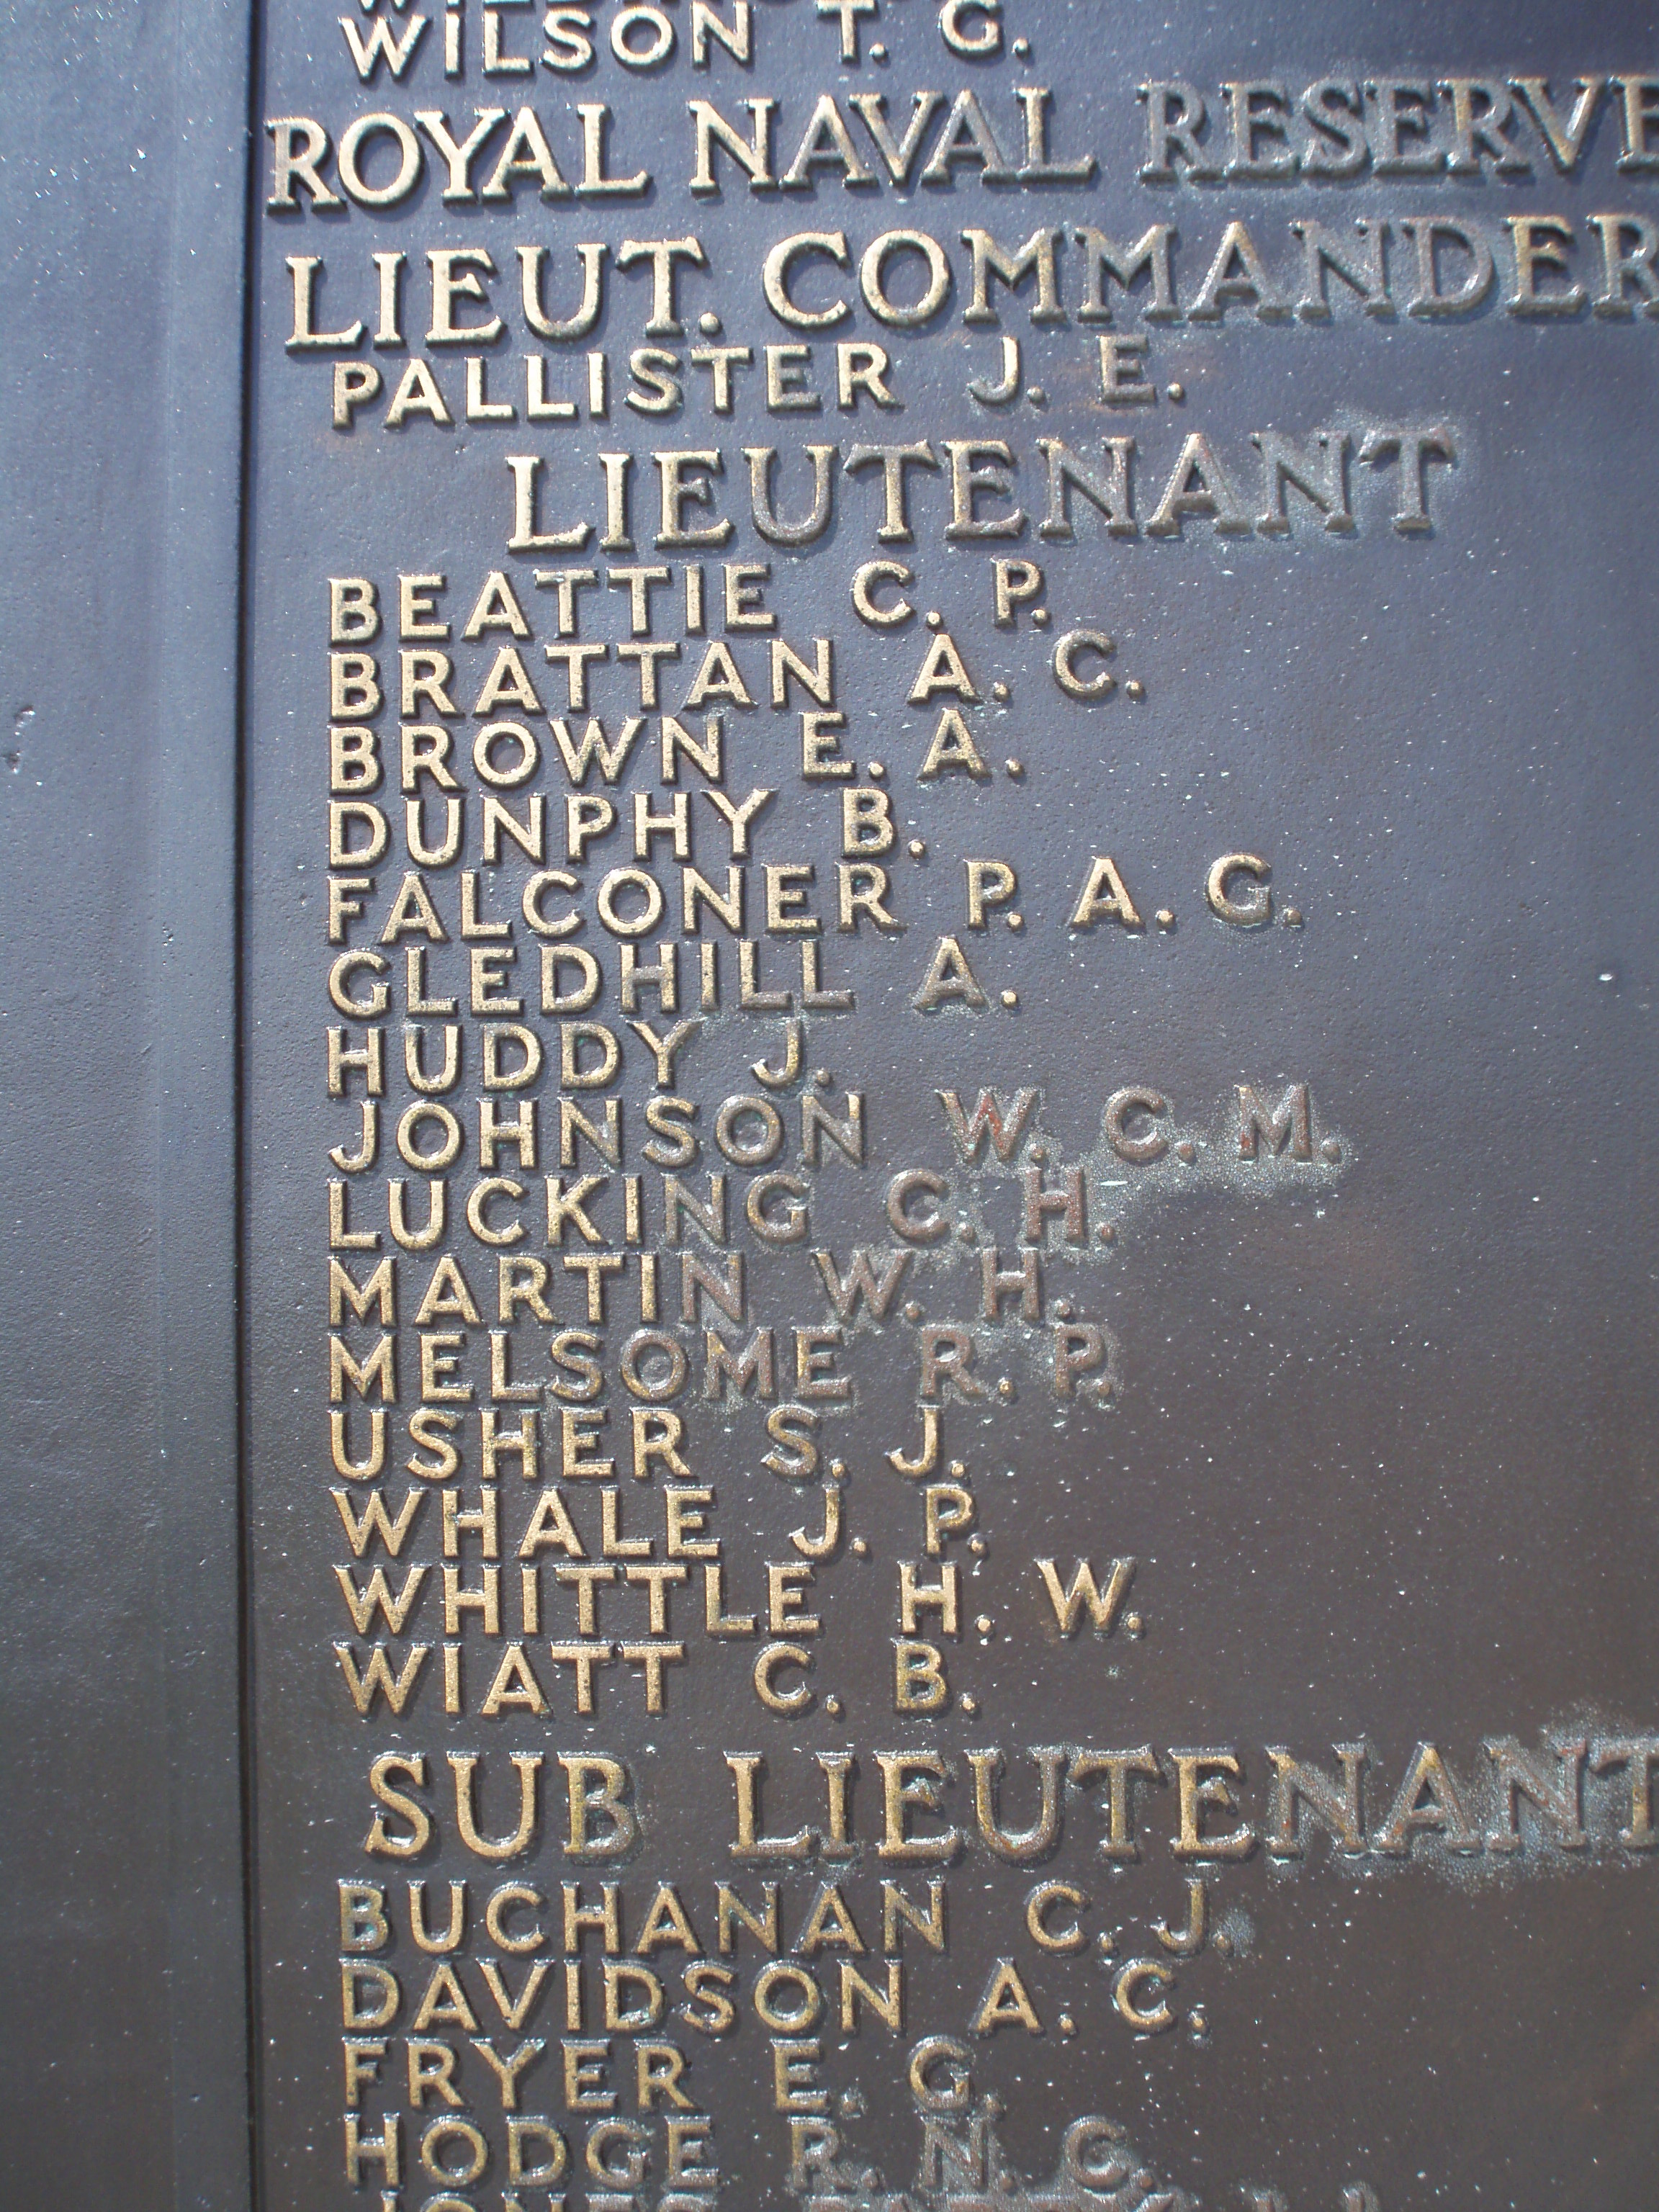 WILSON T. G.
ROYAL NAVAL RESERVE
LIEUT. COMMANDER
PALLISTER J. E.
LIEUTENANT
BEATTIE C. P.
BRATTAN A. C.
BROWN E. A.
DUNPHY B.
FALCONER P. A. G.
GLEDHILL A.
HUDDY J.
JOHNSON W. C. M.
LUCKING C. H.
MARTIN W. H.
MELSOME R. P.
USHER S. J.
WHALE J. P.
WHITTLE H. W.
WIATT C. B.
SUB LIEUTENANT
BUCHANAN C. J.
DAVIDSON A. C.
FRYER E. G.
HODGE R. N. G.